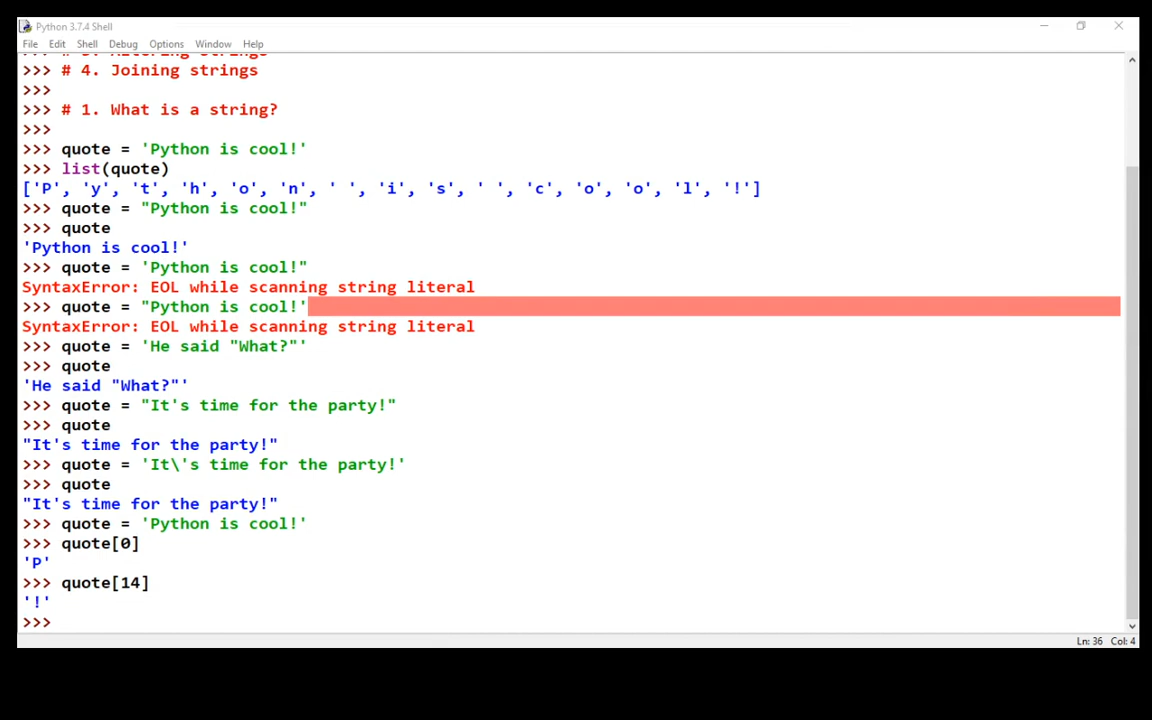 Python 3.7.4 Shell
File Edit Shell Debug Options Window Help
>>> # 3. Altering strings
>>> # 4. Joining strings
>>>
>>> # 1. What is a string?
>>>
>>> quote = 'Python is cool!'
>>> list(quote)
['P', 'y', 't', 'h', 'o', 'n', ' ', 'i', 's', ' ', 'c', 'o', 'o', 'l', '!']
>>> quote = "Python is cool!"
>>> quote
'Python is cool!'
>>> quote = 'Python is cool!"
SyntaxError: EOL while scanning string literal
>>> quote = "Python is cool!'
SyntaxError: EOL while scanning string literal
>>> quote = 'He said "What?"'
>>> quote
'He said "What?"'
>>> quote = "It's time for the party!"
>>> quote
"It's time for the party!"
>>> quote = 'It\'s time for the party!'
>>> quote
"It's time for the party!"
>>> quote = 'Python is cool!'
>>> quote[0]
'P'
>>> quote[14]
'!'
>>>
Ln: 36 Col: 4